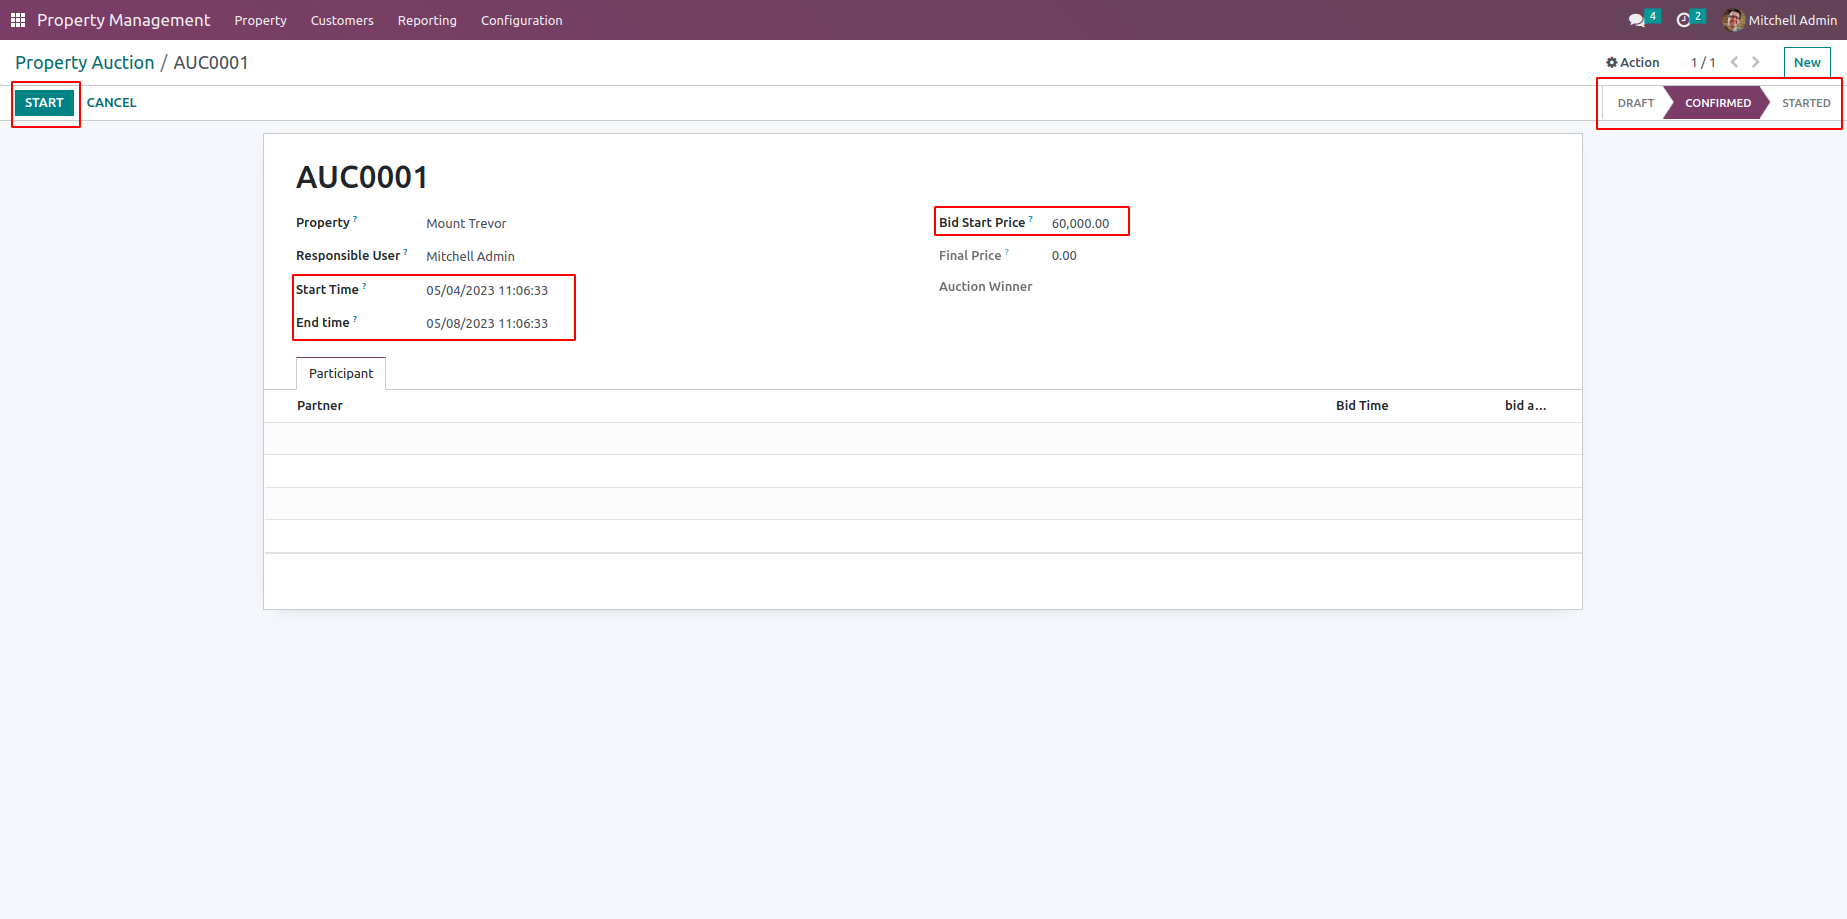 Property Management Property Customers Reporting Configuration 4 2 Mitchell Admin
Property Auction / AUC0001 Action 1 / 1 New
START CANCEL DRAFT CONFIRMED STARTED
AUC0001
Property ? Mount Trevor Bid Start Price ? 60,000.00
Responsible User ? Mitchell Admin Final Price ? 0.00
Start Time ? 05/04/2023 11:06:33 Auction Winner
End time ? 05/08/2023 11:06:33
Participant
Partner Bid Time bid a...